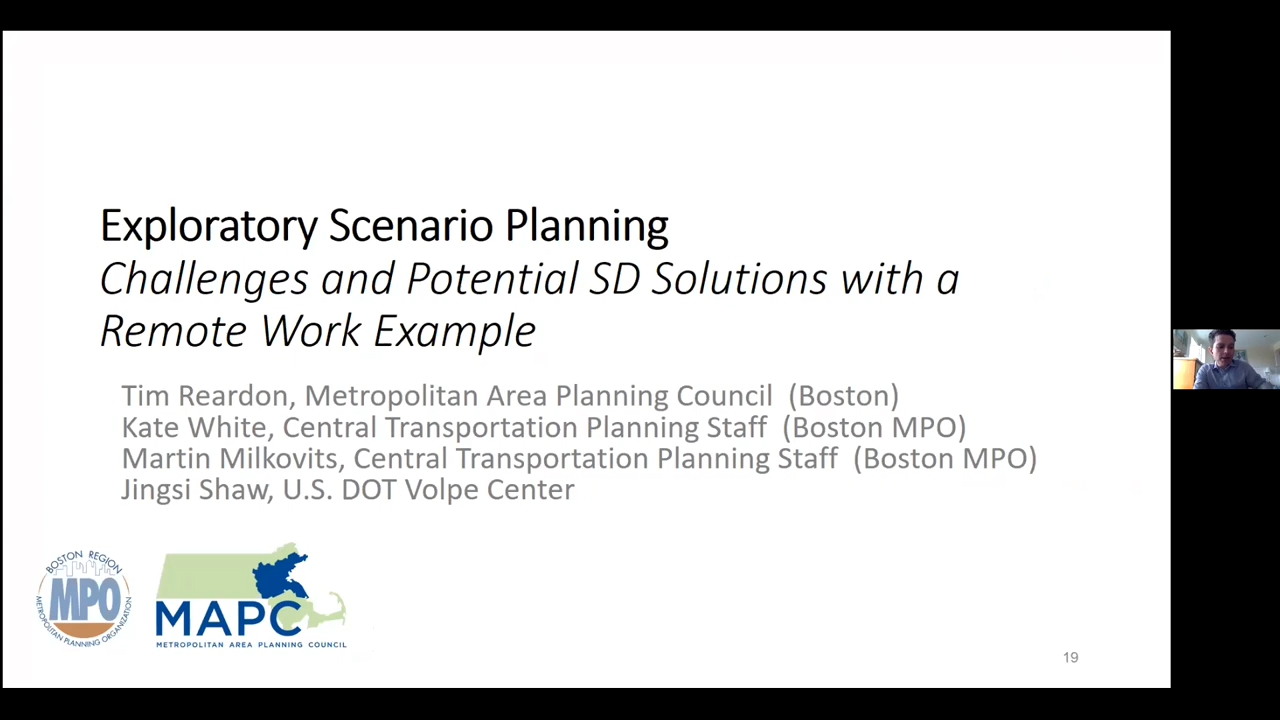 Exploratory Scenario Planning
Challenges and Potential SD Solutions with a
Remote Work Example
Tim Reardon, Metropolitan Area Planning Council (Boston)
Kate White, Central Transportation Planning Staff (Boston MPO)
Martin Milkovits, Central Transportation Planning Staff (Boston MPO)
Jingsi Shaw, U.S. DOT Volpe Center
BOSTON REGION
MPO
METROPOLITAN PLANNING ORGANIZATION
MAPC
METROPOLITAN AREA PLANNING COUNCIL
19